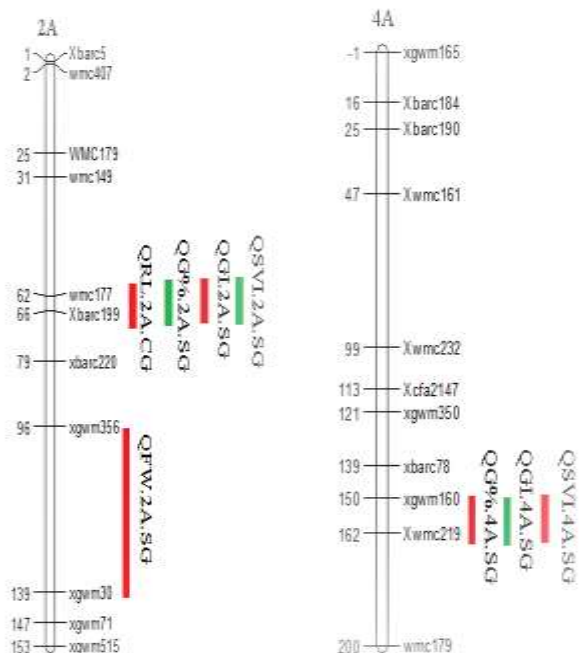 2A
1 Xbarc5
2 wmc407
25 WMC179
31 wmc149
62 wmc177
66 Xbarc199
79 xbarc220
96 xgwm356
139 xgwm30
147 xgwm71
153 xgwm515
QRL.2A.CG
QG%.2A.SG
QGI.2A.SG
QSVI.2A.SG
QFW.2A.SG
4A
-1 xgwm165
16 Xbarc184
25 Xbarc190
47 Xwmc161
99 Xwmc232
113 Xcfa2147
121 xgwm350
139 xbarc78
150 xgwm160
162 Xwmc219
200 wmc179
QG%.4A.SG
QGI.4A.SG
QSVI.4A.SG